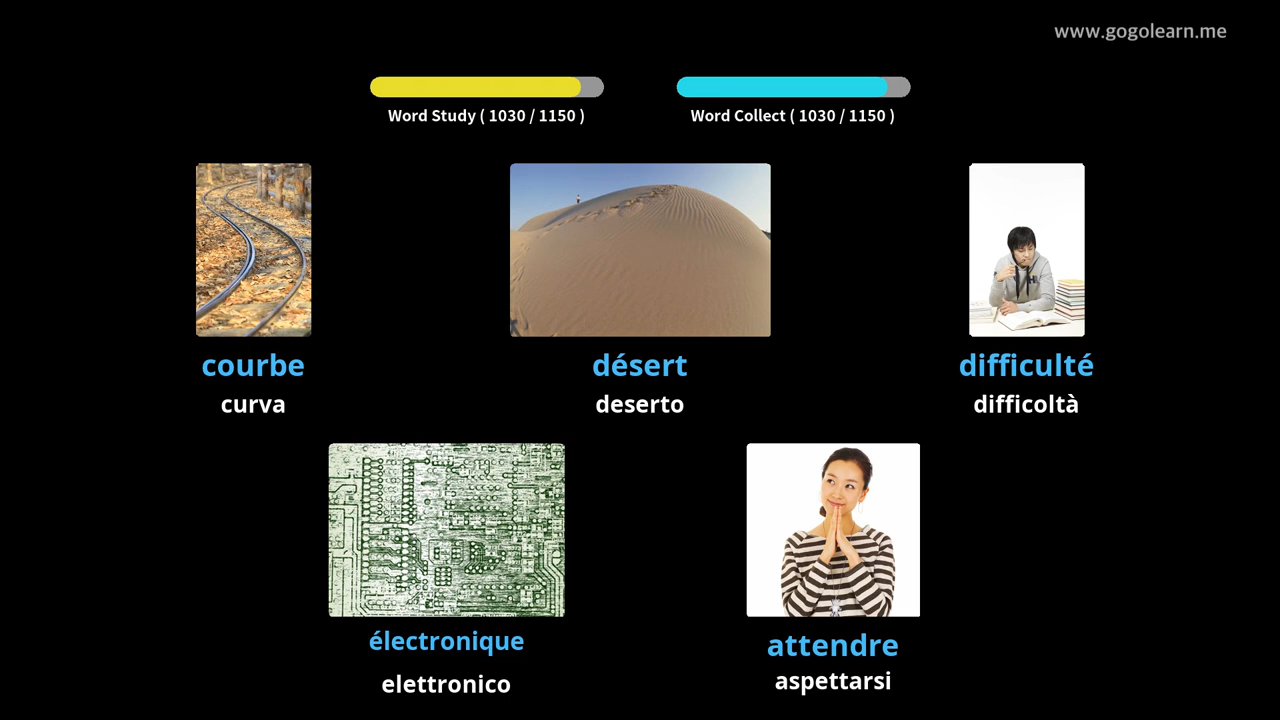 www.gogolearn.me
Word Study ( 1030 / 1150 )
Word Collect ( 1030 / 1150 )
courbe
curva
désert
deserto
difficulté
difficoltà
électronique
elettronico
attendre
aspettarsi